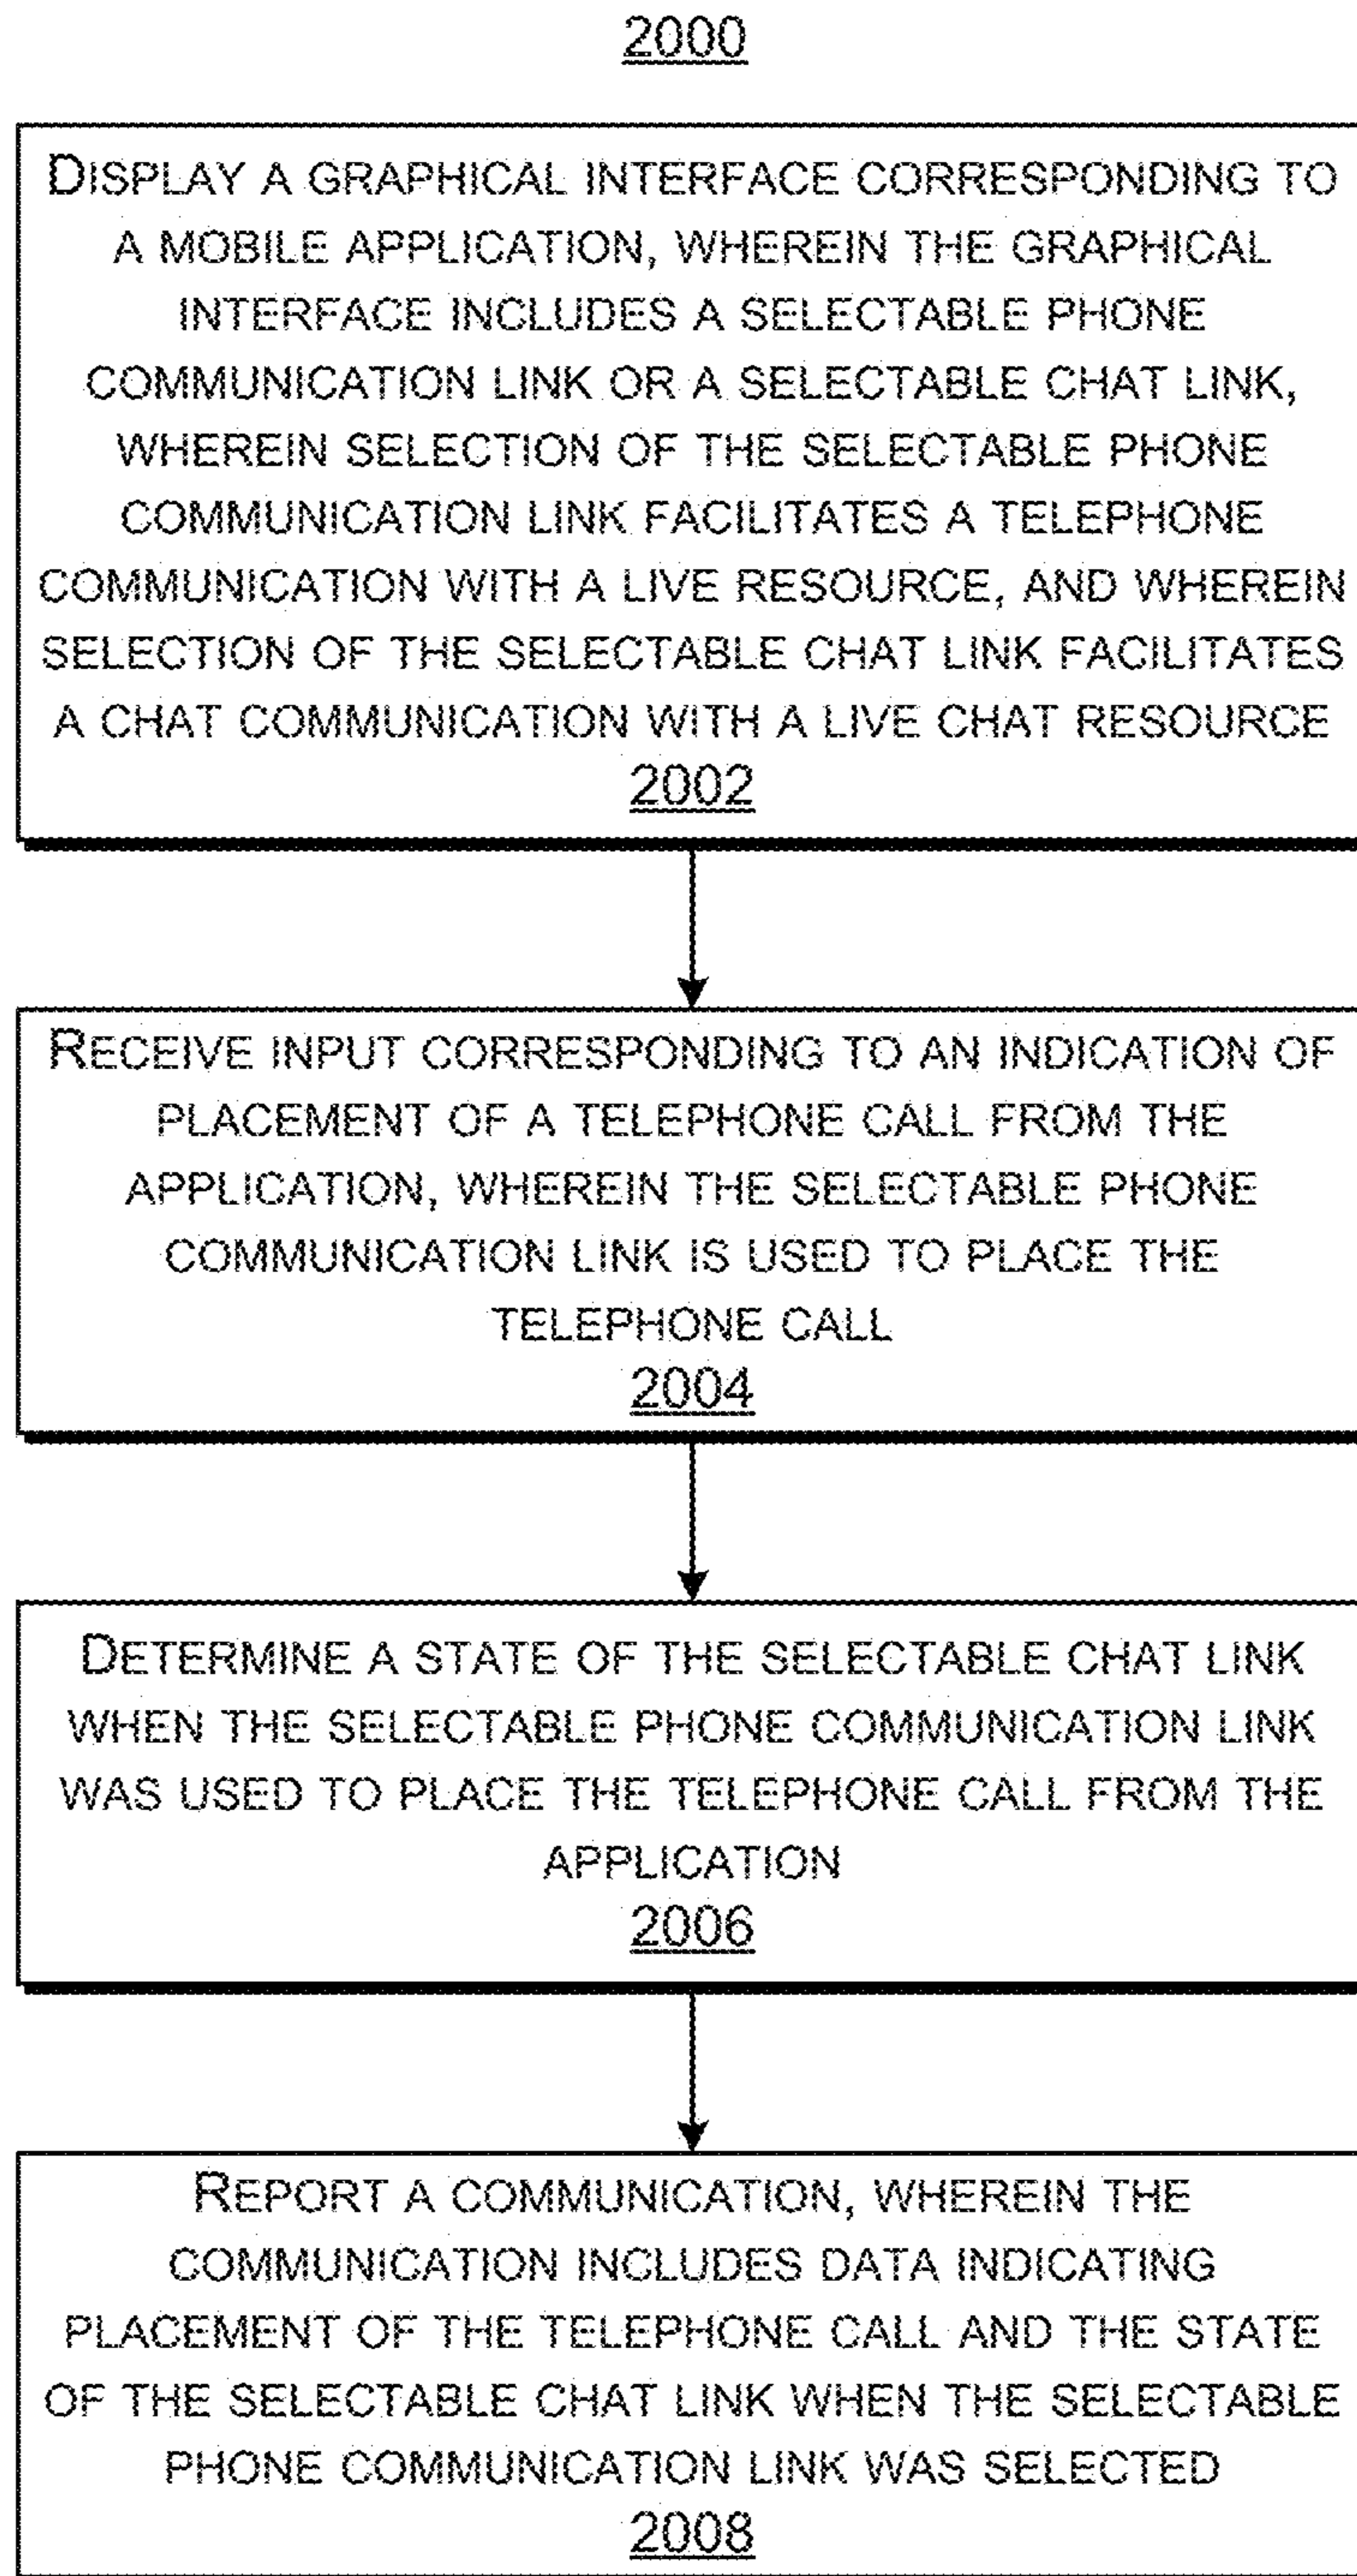 2000
DISPLAY A GRAPHICAL INTERFACE CORRESPONDING TO
A MOBILE APPLICATION, WHEREIN THE GRAPHICAL
INTERFACE INCLUDES A SELECTABLE PHONE
COMMUNICATION LINK OR A SELECTABLE CHAT LINK,
WHEREIN SELECTION OF THE SELECTABLE PHONE
COMMUNICATION LINK FACILITATES A TELEPHONE
COMMUNICATION WITH A LIVE RESOURCE, AND WHEREIN
SELECTION OF THE SELECTABLE CHAT LINK FACILITATES
A CHAT COMMUNICATION WITH A LIVE CHAT RESOURCE
2002
RECEIVE INPUT CORRESPONDING TO AN INDICATION OF
PLACEMENT OF A TELEPHONE CALL FROM THE
APPLICATION, WHEREIN THE SELECTABLE PHONE
COMMUNICATION LINK IS USED TO PLACE THE
TELEPHONE CALL
2004
DETERMINE A STATE OF THE SELECTABLE CHAT LINK
WHEN THE SELECTABLE PHONE COMMUNICATION LINK
WAS USED TO PLACE THE TELEPHONE CALL FROM THE
APPLICATION
2006
REPORT A COMMUNICATION, WHEREIN THE
COMMUNICATION INCLUDES DATA INDICATING
PLACEMENT OF THE TELEPHONE CALL AND THE STATE
OF THE SELECTABLE CHAT LINK WHEN THE SELECTABLE
PHONE COMMUNICATION LINK WAS SELECTED
2008